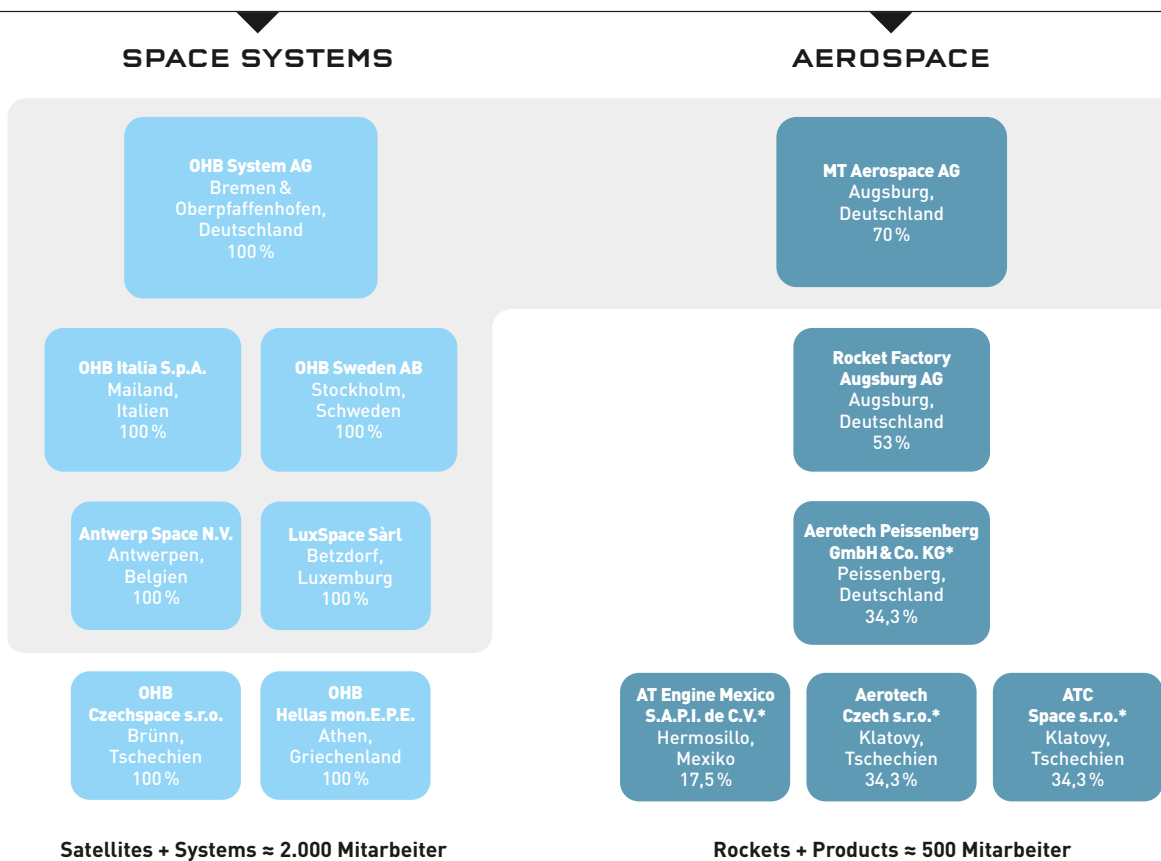 SPACE SYSTEMS
OHB System AG
Bremen &
Oberpfaffenhofen,
Deutschland
100 %
OHB Italia S.p.A.
Mailand,
Italien
100 %
OHB Sweden AB
Stockholm,
Schweden
100 %
Antwerp Space N.V.
Antwerpen,
Belgien
100 %
LuxSpace Sàrl
Betzdorf,
Luxemburg
100 %
OHB
Czechspace s.r.o.
Brünn,
Tschechien
100 %
OHB
Hellas mon.E.P.E.
Athen,
Griechenland
100 %
Satellites + Systems ≈ 2.000 Mitarbeiter
AEROSPACE
MT Aerospace AG
Augsburg,
Deutschland
70 %
Rocket Factory
Augsburg AG
Augsburg,
Deutschland
53 %
Aerotech Peissenberg
GmbH & Co. KG*
Peissenberg,
Deutschland
34,3 %
AT Engine Mexico
S.A.P.I. de C.V.*
Hermosillo,
Mexiko
17,5 %
Aerotech
Czech s.r.o.*
Klatovy,
Tschechien
34,3 %
ATC
Space s.r.o.*
Klatovy,
Tschechien
34,3 %
Rockets + Products ≈ 500 Mitarbeiter